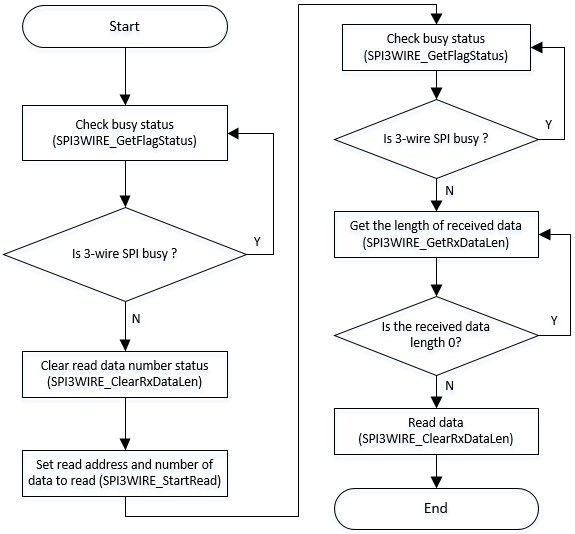 Start
Check busy status
(SPI3WIRE_GetFlagStatus)
Is 3-wire SPI busy ?
Y
N
Clear read data number status
(SPI3WIRE_ClearRxDataLen)
Set read address and number of
data to read (SPI3WIRE_StartRead)
Check busy status
(SPI3WIRE_GetFlagStatus)
Is 3-wire SPI busy ?
Y
N
Get the length of received data
(SPI3WIRE_GetRxDataLen)
Is the received data
length 0?
Y
N
Read data
(SPI3WIRE_ClearRxDataLen)
End